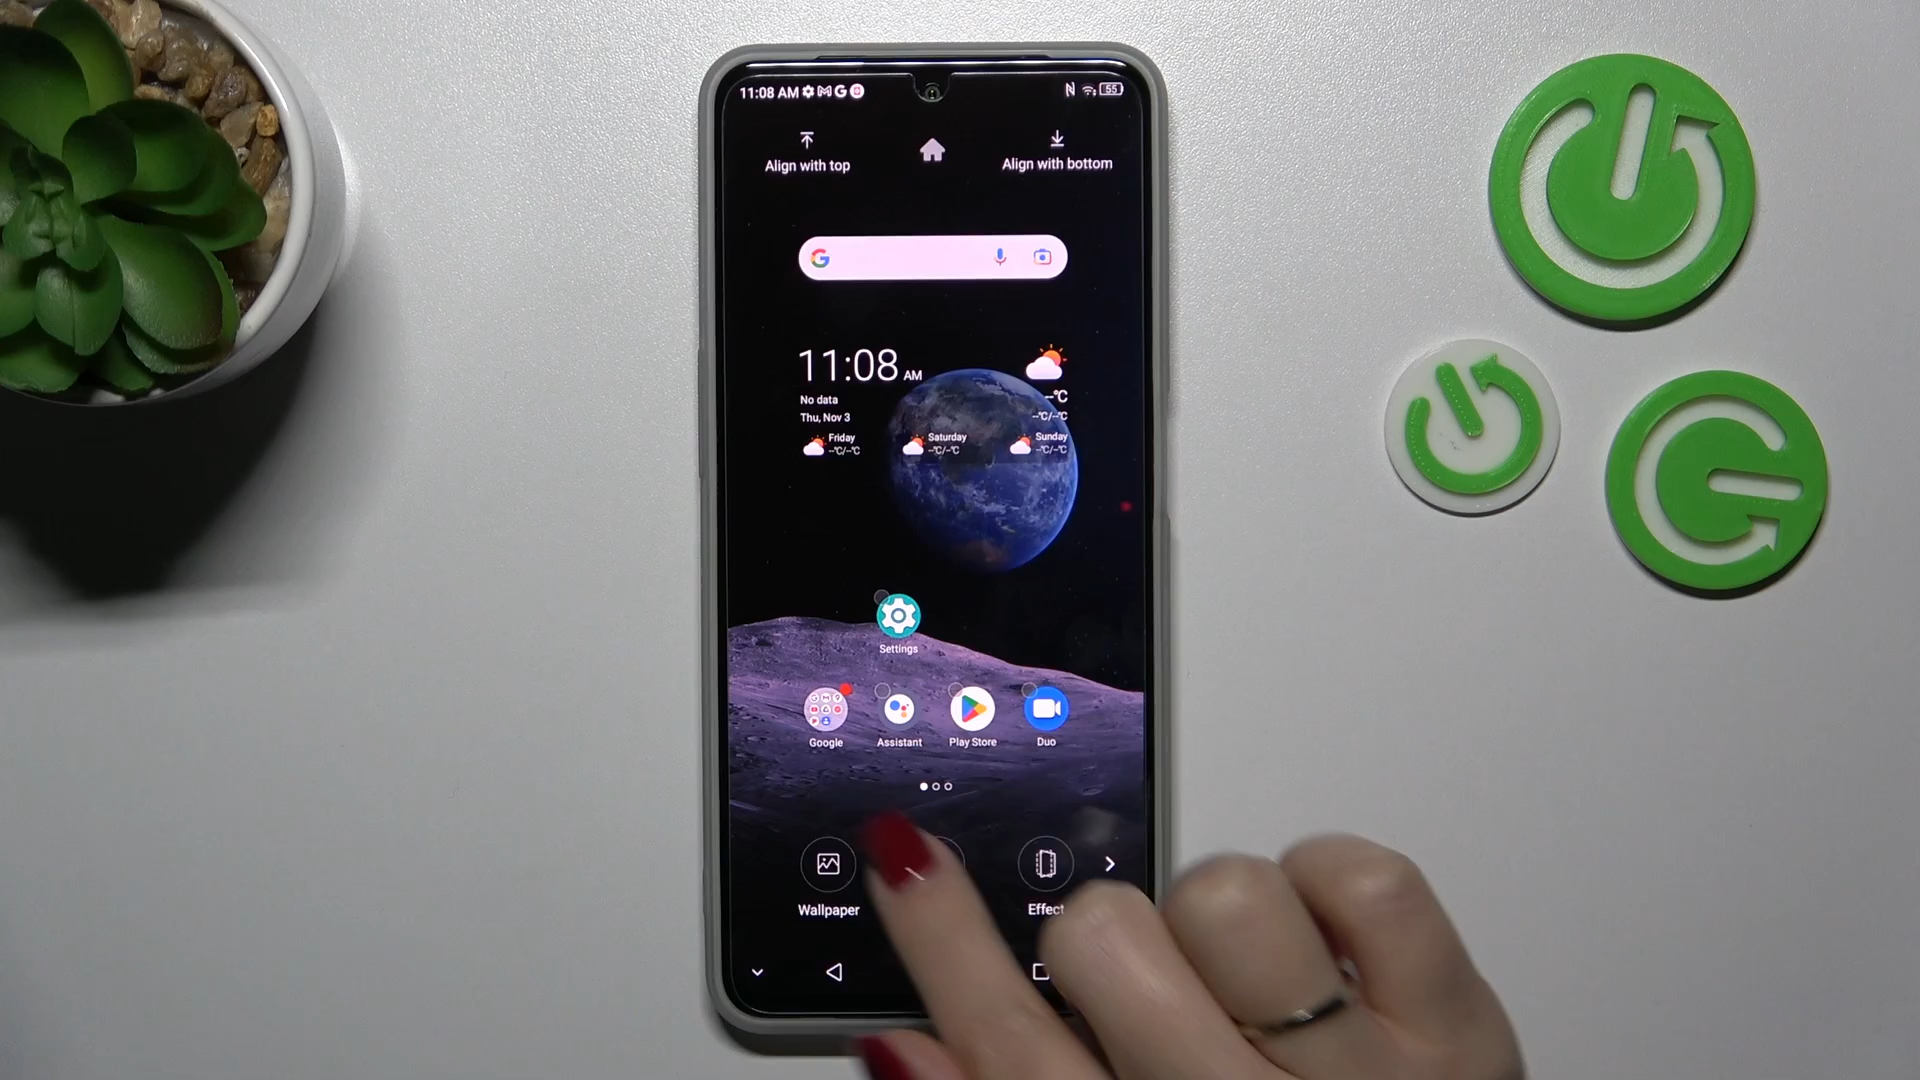 11:08 AM
55
Align with top
Align with bottom
11:08 AM
No data
Thu, Nov 3
--°C
--°C/--°C
Friday
--°C/--°C
Saturday
--°C/--°C
Sunday
--°C/--°C
Settings
Google
Assistant
Play Store
Duo
Wallpaper
Effect